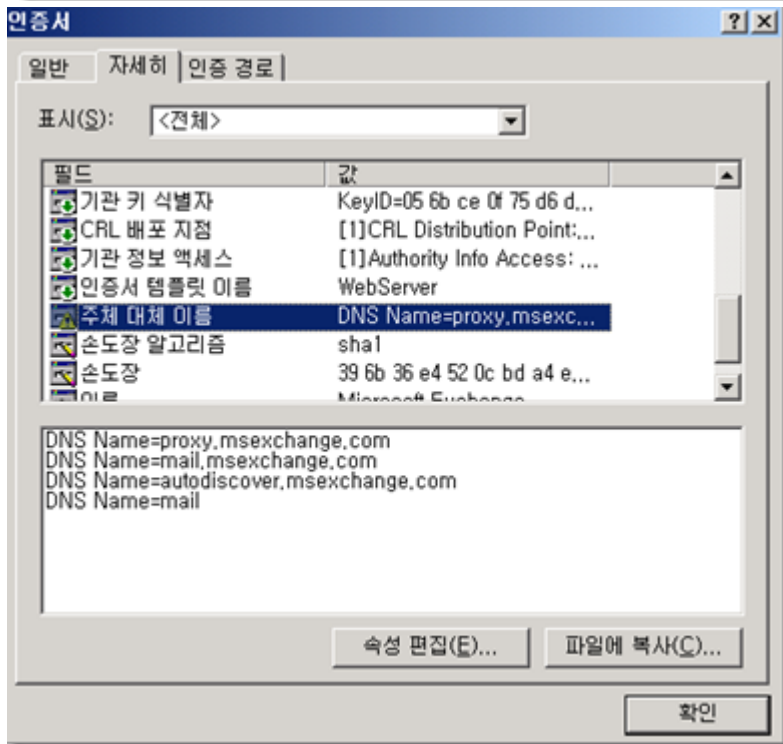 인증서
일반 자세히 인증 경로
표시(S): <전체>
필드 값
기관 키 식별자 KeyID=05 6b ce 0f 75 d6 d...
CRL 배포 지점 [1]CRL Distribution Point:...
기관 정보 액세스 [1]Authority Info Access: ...
인증서 템플릿 이름 WebServer
주체 대체 이름 DNS Name=proxy.msexc...
손도장 알고리즘 sha1
손도장 39 6b 36 e4 52 0c bd a4 e...
이름 Microsoft Exchange
DNS Name=proxy.msexchange.com
DNS Name=mail.msexchange.com
DNS Name=autodiscover.msexchange.com
DNS Name=mail
속성 편집(E)... 파일에 복사(C)...
확인